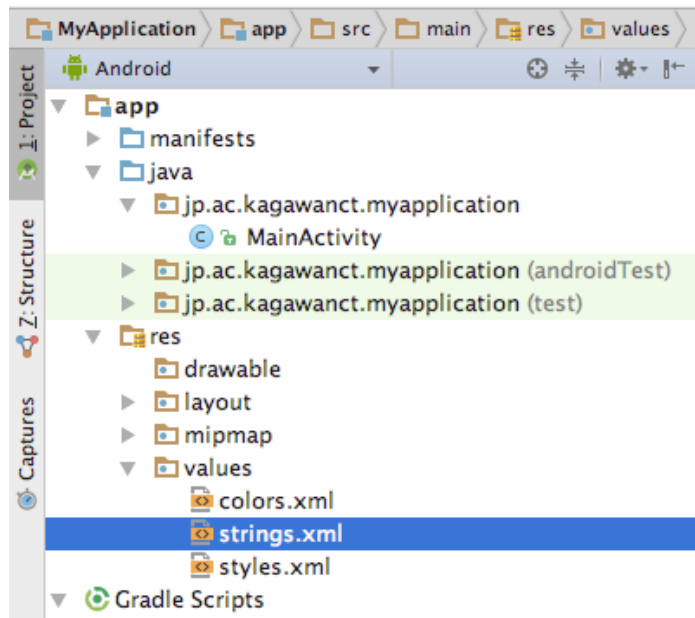 MyApplication app src main res values
Android
1: Project
Z: Structure
Captures
app
manifests
java
jp.ac.kagawanct.myapplication
C MainActivity
jp.ac.kagawanct.myapplication (androidTest)
jp.ac.kagawanct.myapplication (test)
res
drawable
layout
mipmap
values
colors.xml
strings.xml
styles.xml
Gradle Scripts